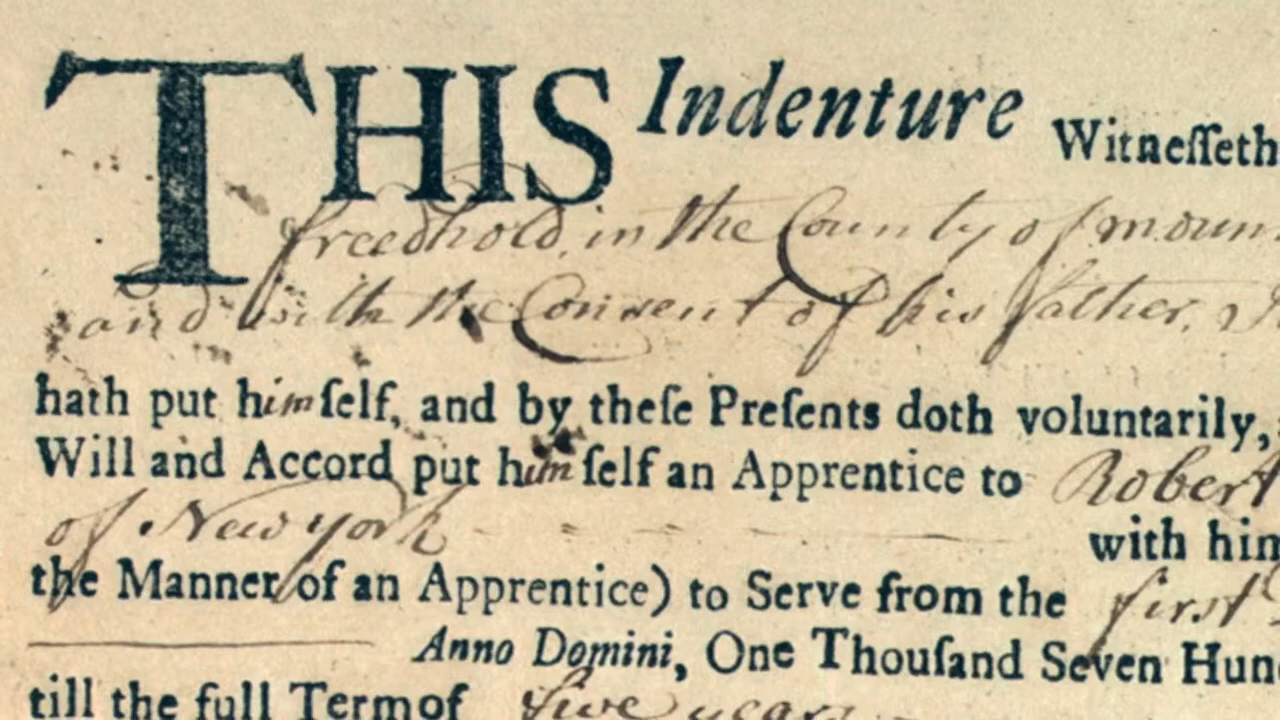 THIS Indenture Witneſſeth
freedhold, in the County of moun
and with the Consent of his father,
hath put himſelf, and by theſe Preſents doth voluntarily,
Will and Accord put himſelf an Apprentice to Robert
of New york with him
the Manner of an Apprentice) to Serve from the first
Anno Domini, One Thouſand Seven Hun
till the full Term of five years